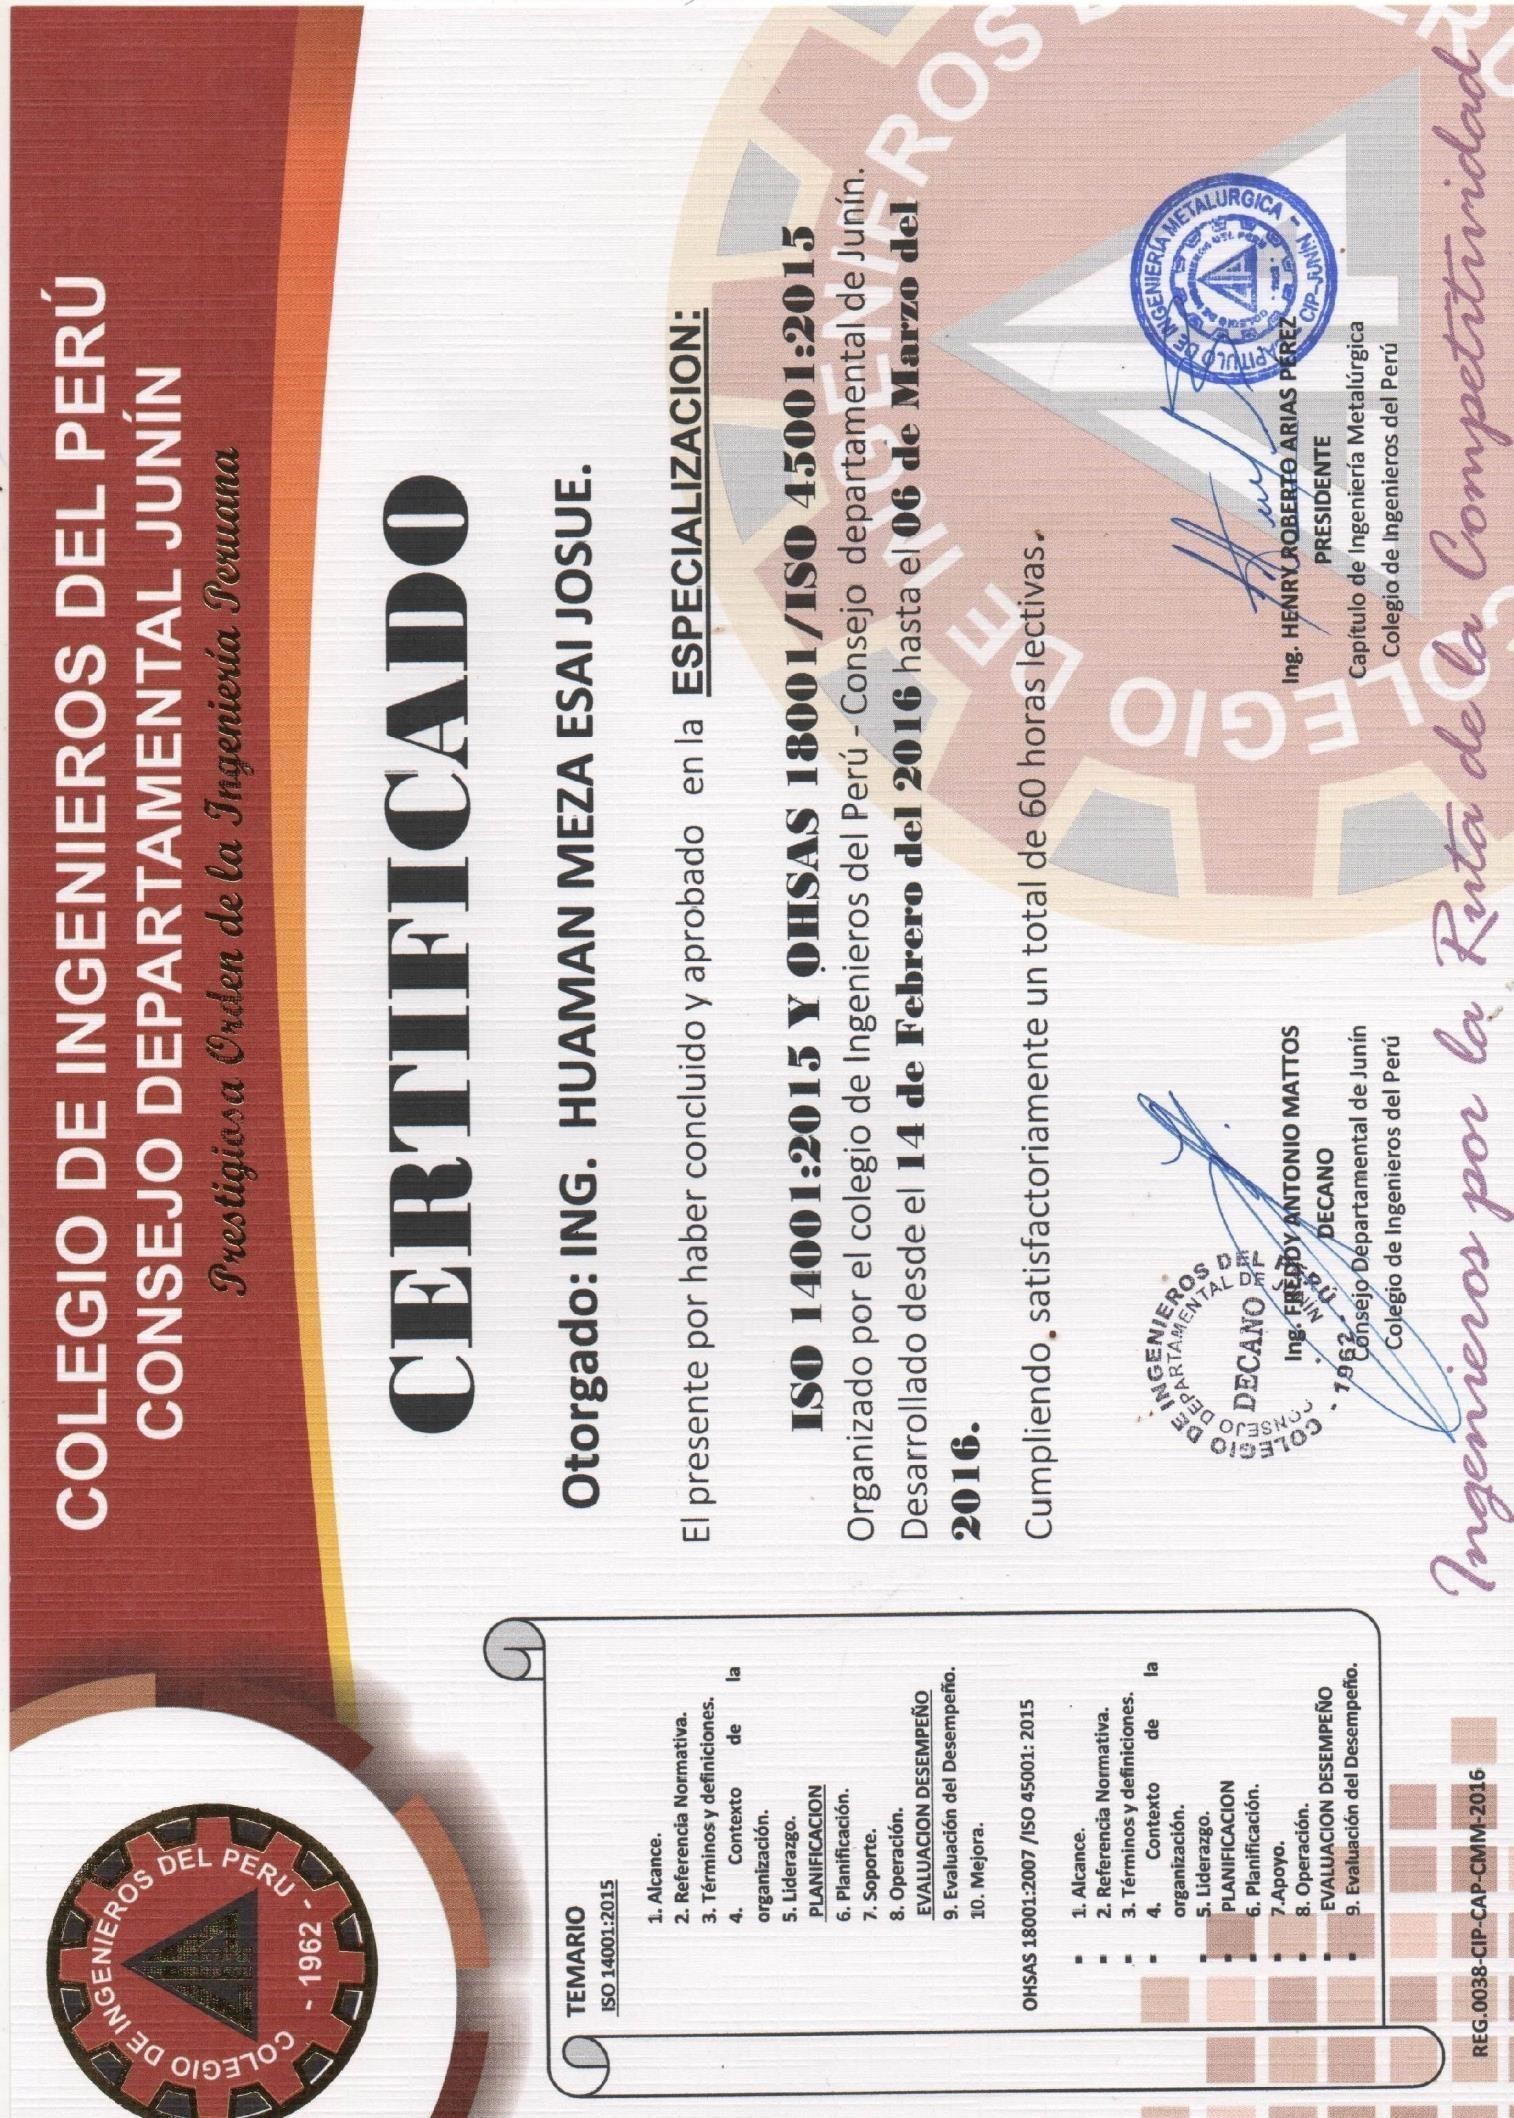 COLEGIO DE INGENIEROS DEL PERÚ
CONSEJO DEPARTAMENTAL JUNÍN
Prestigiosa Orden de la Ingeniería Peruana
COLEGIO DE INGENIEROS DEL PERU
- 1962 -
CERTIFICADO
Otorgado: ING. HUAMAN MEZA ESAI JOSUE.
El presente por haber concluido y aprobado en la ESPECIALIZACION:
ISO 14001:2015 Y OHSAS 18001/ISO 45001:2015
Organizado por el colegio de Ingenieros del Perú - Consejo departamental de Junín.
Desarrollado desde el 14 de Febrero del 2016 hasta el 06 de Marzo del
2016.
Cumpliendo satisfactoriamente un total de 60 horas lectivas.
TEMARIO
ISO 14001:2015
1. Alcance.
2. Referencia Normativa.
3. Términos y definiciones.
4. Contexto de la
organización.
5. Liderazgo.
PLANIFICACION
6. Planificación.
7. Soporte.
8. Operación.
EVALUACION DESEMPEÑO
9. Evaluación del Desempeño.
10. Mejora.
OHSAS 18001:2007 /ISO 45001: 2015
▪ 1. Alcance.
▪ 2. Referencia Normativa.
▪ 3. Términos y definiciones.
▪ 4. Contexto de la
organización.
▪ 5. Liderazgo.
▪ PLANIFICACION
▪ 6. Planificación.
▪ 7.Apoyo.
▪ 8. Operación.
▪ EVALUACION DESEMPEÑO
▪ 9. Evaluación del Desempeño.
REG.0038-CIP-CAP-CMM-2016
COLEGIO DE INGENIEROS DEL PERÚ
CONSEJO DEPARTAMENTAL DE JUNIN
DECANO
- 1962 -
Ing. FREDDY ANTONIO MATTOS
DECANO
Consejo Departamental de Junín
Colegio de Ingenieros del Perú
CAPITULO DE INGENIERÍA METALURGICA
- CIP-JUNÍN -
Ing. HENRY ROBERTO ARIAS PÉREZ
PRESIDENTE
Capítulo de Ingeniería Metalúrgica
Colegio de Ingenieros del Perú
COLEGIO DE INGENIEROS
Ingenieros por la Ruta de la Competitividad